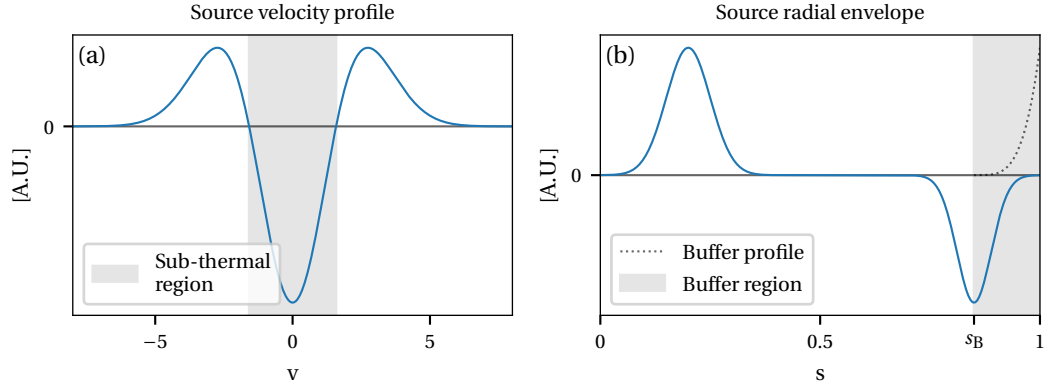 Source velocity profile
(a)
0
[A.U.]
Sub-thermal
region
−5
0
5
v
Source radial envelope
(b)
0
[A.U.]
Buffer profile
Buffer region
0
0.5
sB
1
s